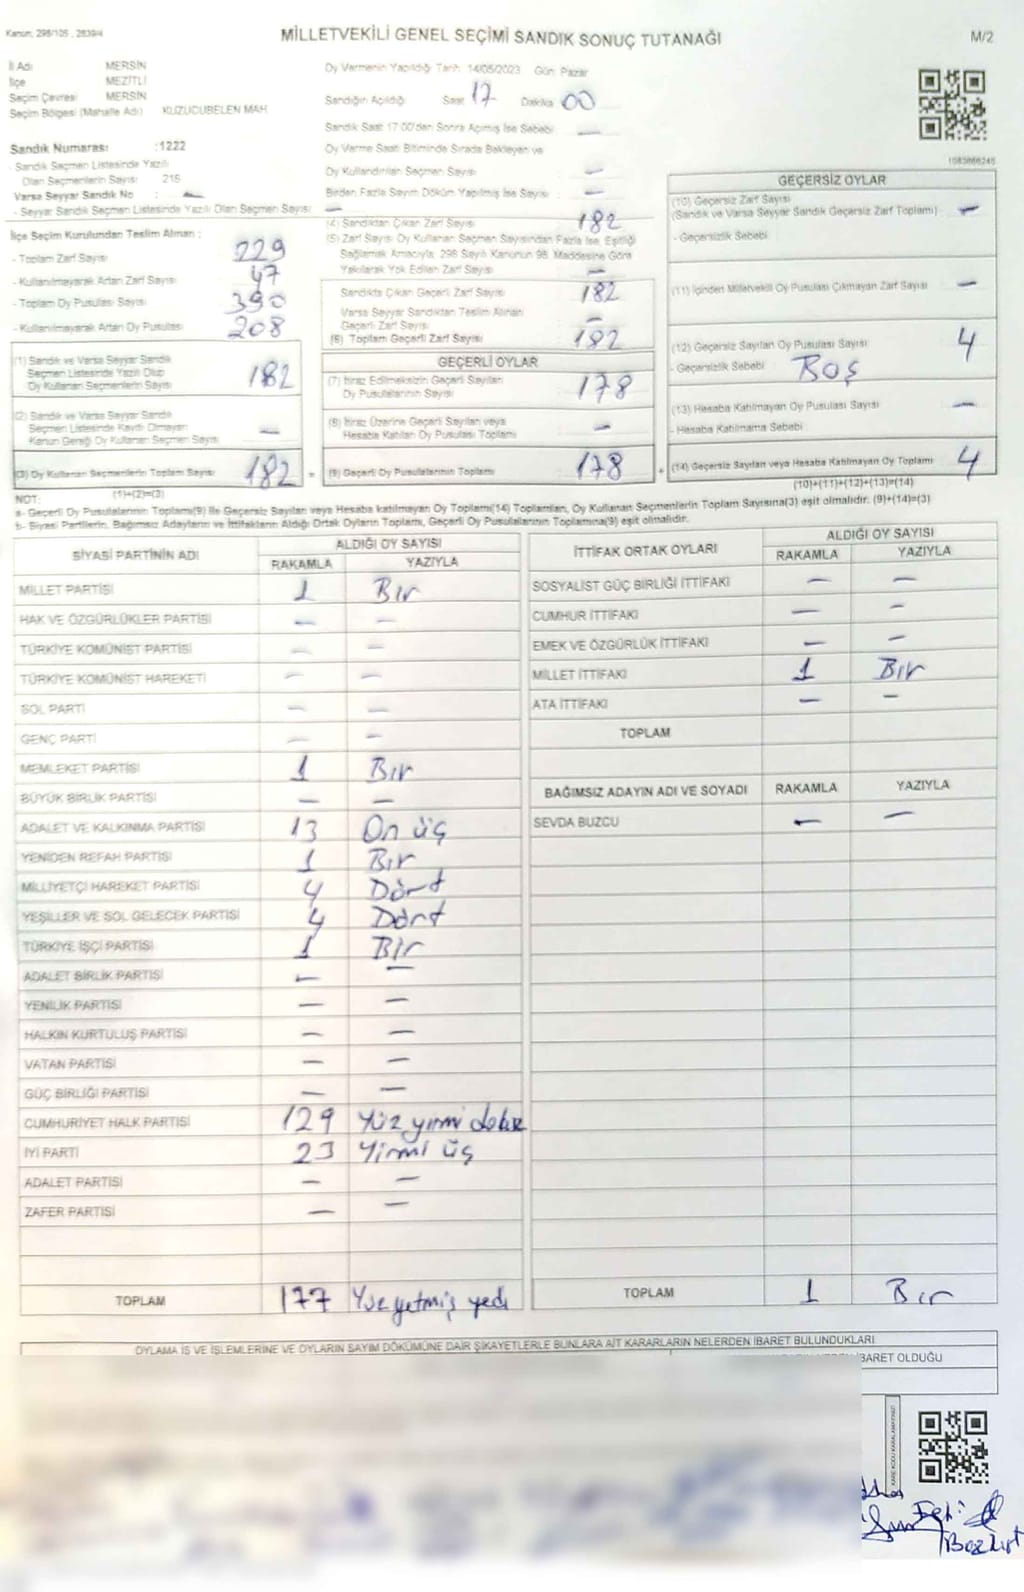 Kanun: 298/105 , 2839/4
MİLLETVEKİLİ GENEL SEÇİMİ SANDIK SONUÇ TUTANAĞI
M/2
İl Adı MERSİN
İlçe MEZİTLİ
Seçim Çevresi MERSİN
Seçim Bölgesi (Mahalle Adı) KUZUCUBELEN MAH.
Sandık Numarası :1222
- Sandık Seçmen Listesinde Yazılı
Olan Seçmenlerin Sayısı 215
Varsa Seyyar Sandık No : —
- Seyyar Sandık Seçmen Listesinde Yazılı Olan Seçmen Sayısı: —
İlçe Seçim Kurulundan Teslim Alınan :
- Toplam Zarf Sayısı 229
- Kullanılmayarak Artan Zarf Sayısı 47
- Toplam Oy Pusulası Sayısı 390
- Kullanılmayarak Artan Oy Pusulası 208
(1) Sandık ve Varsa Seyyar Sandık
Seçmen Listesinde Yazılı Olup
Oy Kullanan Seçmenlerin Sayısı 182
(2) Sandık ve Varsa Seyyar Sandık
Seçmen Listesinde Kaydı Olmayan
Kanun Gereği Oy Kullanan Seçmen Sayısı —
(3) Oy Kullanan Seçmenlerin Toplam Sayısı 182 =
(1)+(2)=(3)
Oy Vermenin Yapıldığı Tarih: 14/05/2023 Gün: Pazar
Sandığın Açıldığı Saat 17 Dakika 00
Sandık Saat 17:00'den Sonra Açılmış İse Sebebi —
Oy Verme Saati Bitiminde Sırada Bekleyen ve
Oy Kullandırılan Seçmen Sayısı —
Birden Fazla Sayım Döküm Yapılmış İse Sayısı —
(4) Sandıktan Çıkan Zarf Sayısı 182
(5) Zarf Sayısı Oy Kullanan Seçmen Sayısından Fazla İse, Eşitliği
Sağlamak Amacıyla, 298 Sayılı Kanunun 98. Maddesine Göre
Yakılarak Yok Edilen Zarf Sayısı —
Sandıkta Çıkan Geçerli Zarf Sayısı 182
Varsa Seyyar Sandıktan Teslim Alınan
Geçerli Zarf Sayısı —
(6) Toplam Geçerli Zarf Sayısı 182
GEÇERLİ OYLAR
(7) İtiraz Edilmeksizin Geçerli Sayılan
Oy Pusulalarının Sayısı 178
(8) İtiraz Üzerine Geçerli Sayılan veya
Hesaba Katılan Oy Pusulası Toplamı —
(9) Geçerli Oy Pusulalarının Toplamı 178 +
GEÇERSİZ OYLAR
(10) Geçersiz Zarf Sayısı
(Sandık ve Varsa Seyyar Sandık Geçersiz Zarf Toplamı) —
- Geçersizlik Sebebi
(11) İçinden Milletvekili Oy Pusulası Çıkmayan Zarf Sayısı —
(12) Geçersiz Sayılan Oy Pusulası Sayısı 4
- Geçersizlik Sebebi Boş
(13) Hesaba Katılmayan Oy Pusulası Sayısı —
- Hesaba Katılmama Sebebi
(14) Geçersiz Sayılan veya Hesaba Katılmayan Oy Toplamı 4
(10)+(11)+(12)+(13)=(14)
NOT:
a- Geçerli Oy Pusulalarının Toplamı(9) ile Geçersiz Sayılan veya Hesaba katılmayan Oy Toplamı(14) Toplamları, Oy Kullanan Seçmenlerin Toplam Sayısına(3) eşit olmalıdır. (9)+(14)=(3)
b- Siyasi Partilerin, Bağımsız Adayların ve İttifakların Aldığı Ortak Oyların Toplamı, Geçerli Oy Pusulalarının Toplamına(9) eşit olmalıdır.
SİYASİ PARTİNİN ADI ALDIĞI OY SAYISI
RAKAMLA YAZIYLA
MİLLET PARTİSİ 1 Bir
HAK VE ÖZGÜRLÜKLER PARTİSİ — —
TÜRKİYE KOMÜNİST PARTİSİ — —
TÜRKİYE KOMÜNİST HAREKETİ — —
SOL PARTİ — —
GENÇ PARTİ — —
MEMLEKET PARTİSİ 1 Bir
BÜYÜK BİRLİK PARTİSİ — —
ADALET VE KALKINMA PARTİSİ 13 On üç
YENİDEN REFAH PARTİSİ 1 Bir
MİLLİYETÇİ HAREKET PARTİSİ 4 Dört
YEŞİLLER VE SOL GELECEK PARTİSİ 4 Dört
TÜRKİYE İŞÇİ PARTİSİ 1 Bir
ADALET BİRLİK PARTİSİ — —
YENİLİK PARTİSİ — —
HALKIN KURTULUŞ PARTİSİ — —
VATAN PARTİSİ — —
GÜÇ BİRLİĞİ PARTİSİ — —
CUMHURİYET HALK PARTİSİ 129 Yüz yirmi dokuz
İYİ PARTİ 23 Yirmi üç
ADALET PARTİSİ — —
ZAFER PARTİSİ — —
TOPLAM 177 Yüz yetmiş yedi
İTTİFAK ORTAK OYLARI ALDIĞI OY SAYISI
RAKAMLA YAZIYLA
SOSYALİST GÜÇ BİRLİĞİ İTTİFAKI — —
CUMHUR İTTİFAKI — —
EMEK VE ÖZGÜRLÜK İTTİFAKI — —
MİLLET İTTİFAKI 1 Bir
ATA İTTİFAKI — —
TOPLAM
BAĞIMSIZ ADAYIN ADI VE SOYADI RAKAMLA YAZIYLA
SEVDA BUZCU — —
TOPLAM 1 Bir
OYLAMA İŞ VE İŞLEMLERİNE VE OYLARIN SAYIM DÖKÜMÜNE DAİR ŞİKAYETLERLE BUNLARA AİT KARARLARIN NELERDEN İBARET BULUNDUKLARI
İBARET OLDUĞU